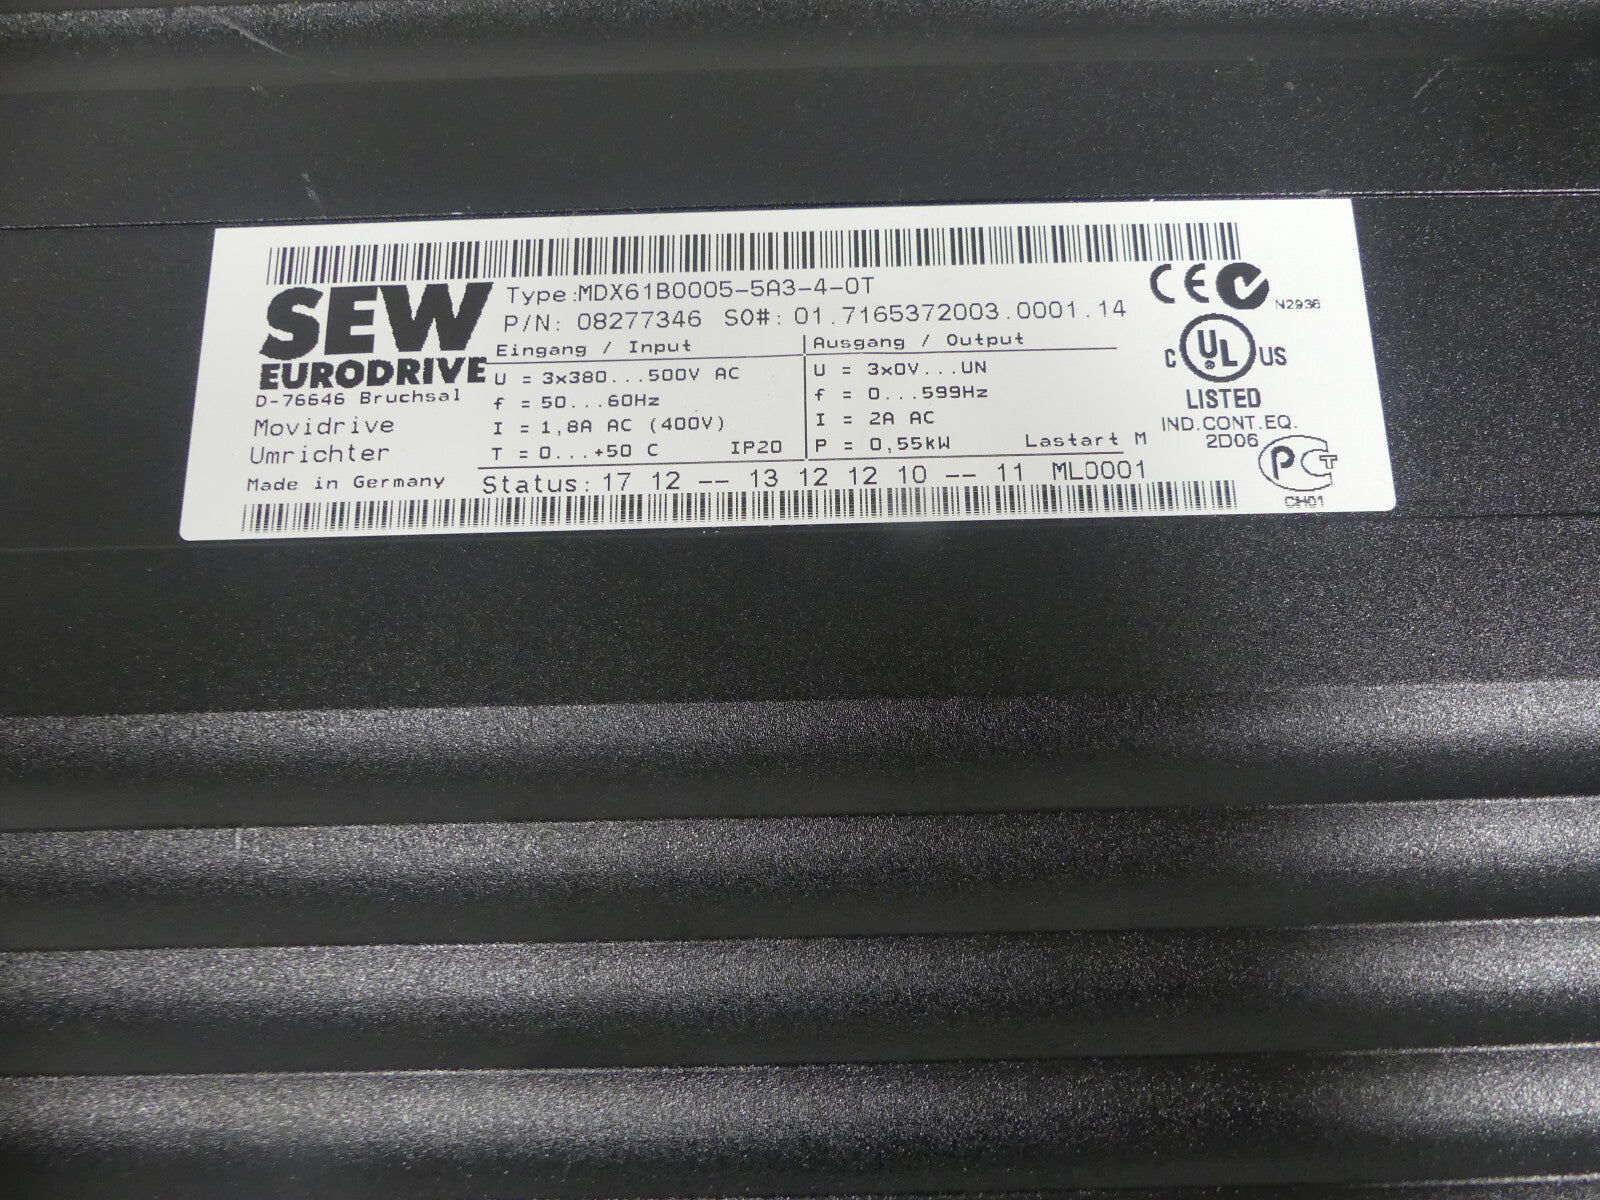 SEW
EURODRIVE
D-76646 Bruchsal
Movidrive
Umrichter
Made in Germany
Type:MDX61B0005-5A3-4-0T
P/N: 08277346 SO#: 01.7165372003.0001.14
Eingang / Input
U = 3x380...500V AC
f = 50...60Hz
I = 1,8A AC (400V)
T = 0...+50 C IP20
Ausgang / Output
U = 3x0V...UN
f = 0...599Hz
I = 2A AC
P = 0,55kW Lastart M
Status: 17 12 -- 13 12 12 10 -- 11 ML0001
CE
N2936
C UL US
®
LISTED
IND.CONT.EQ.
2D06
PCT
CH01